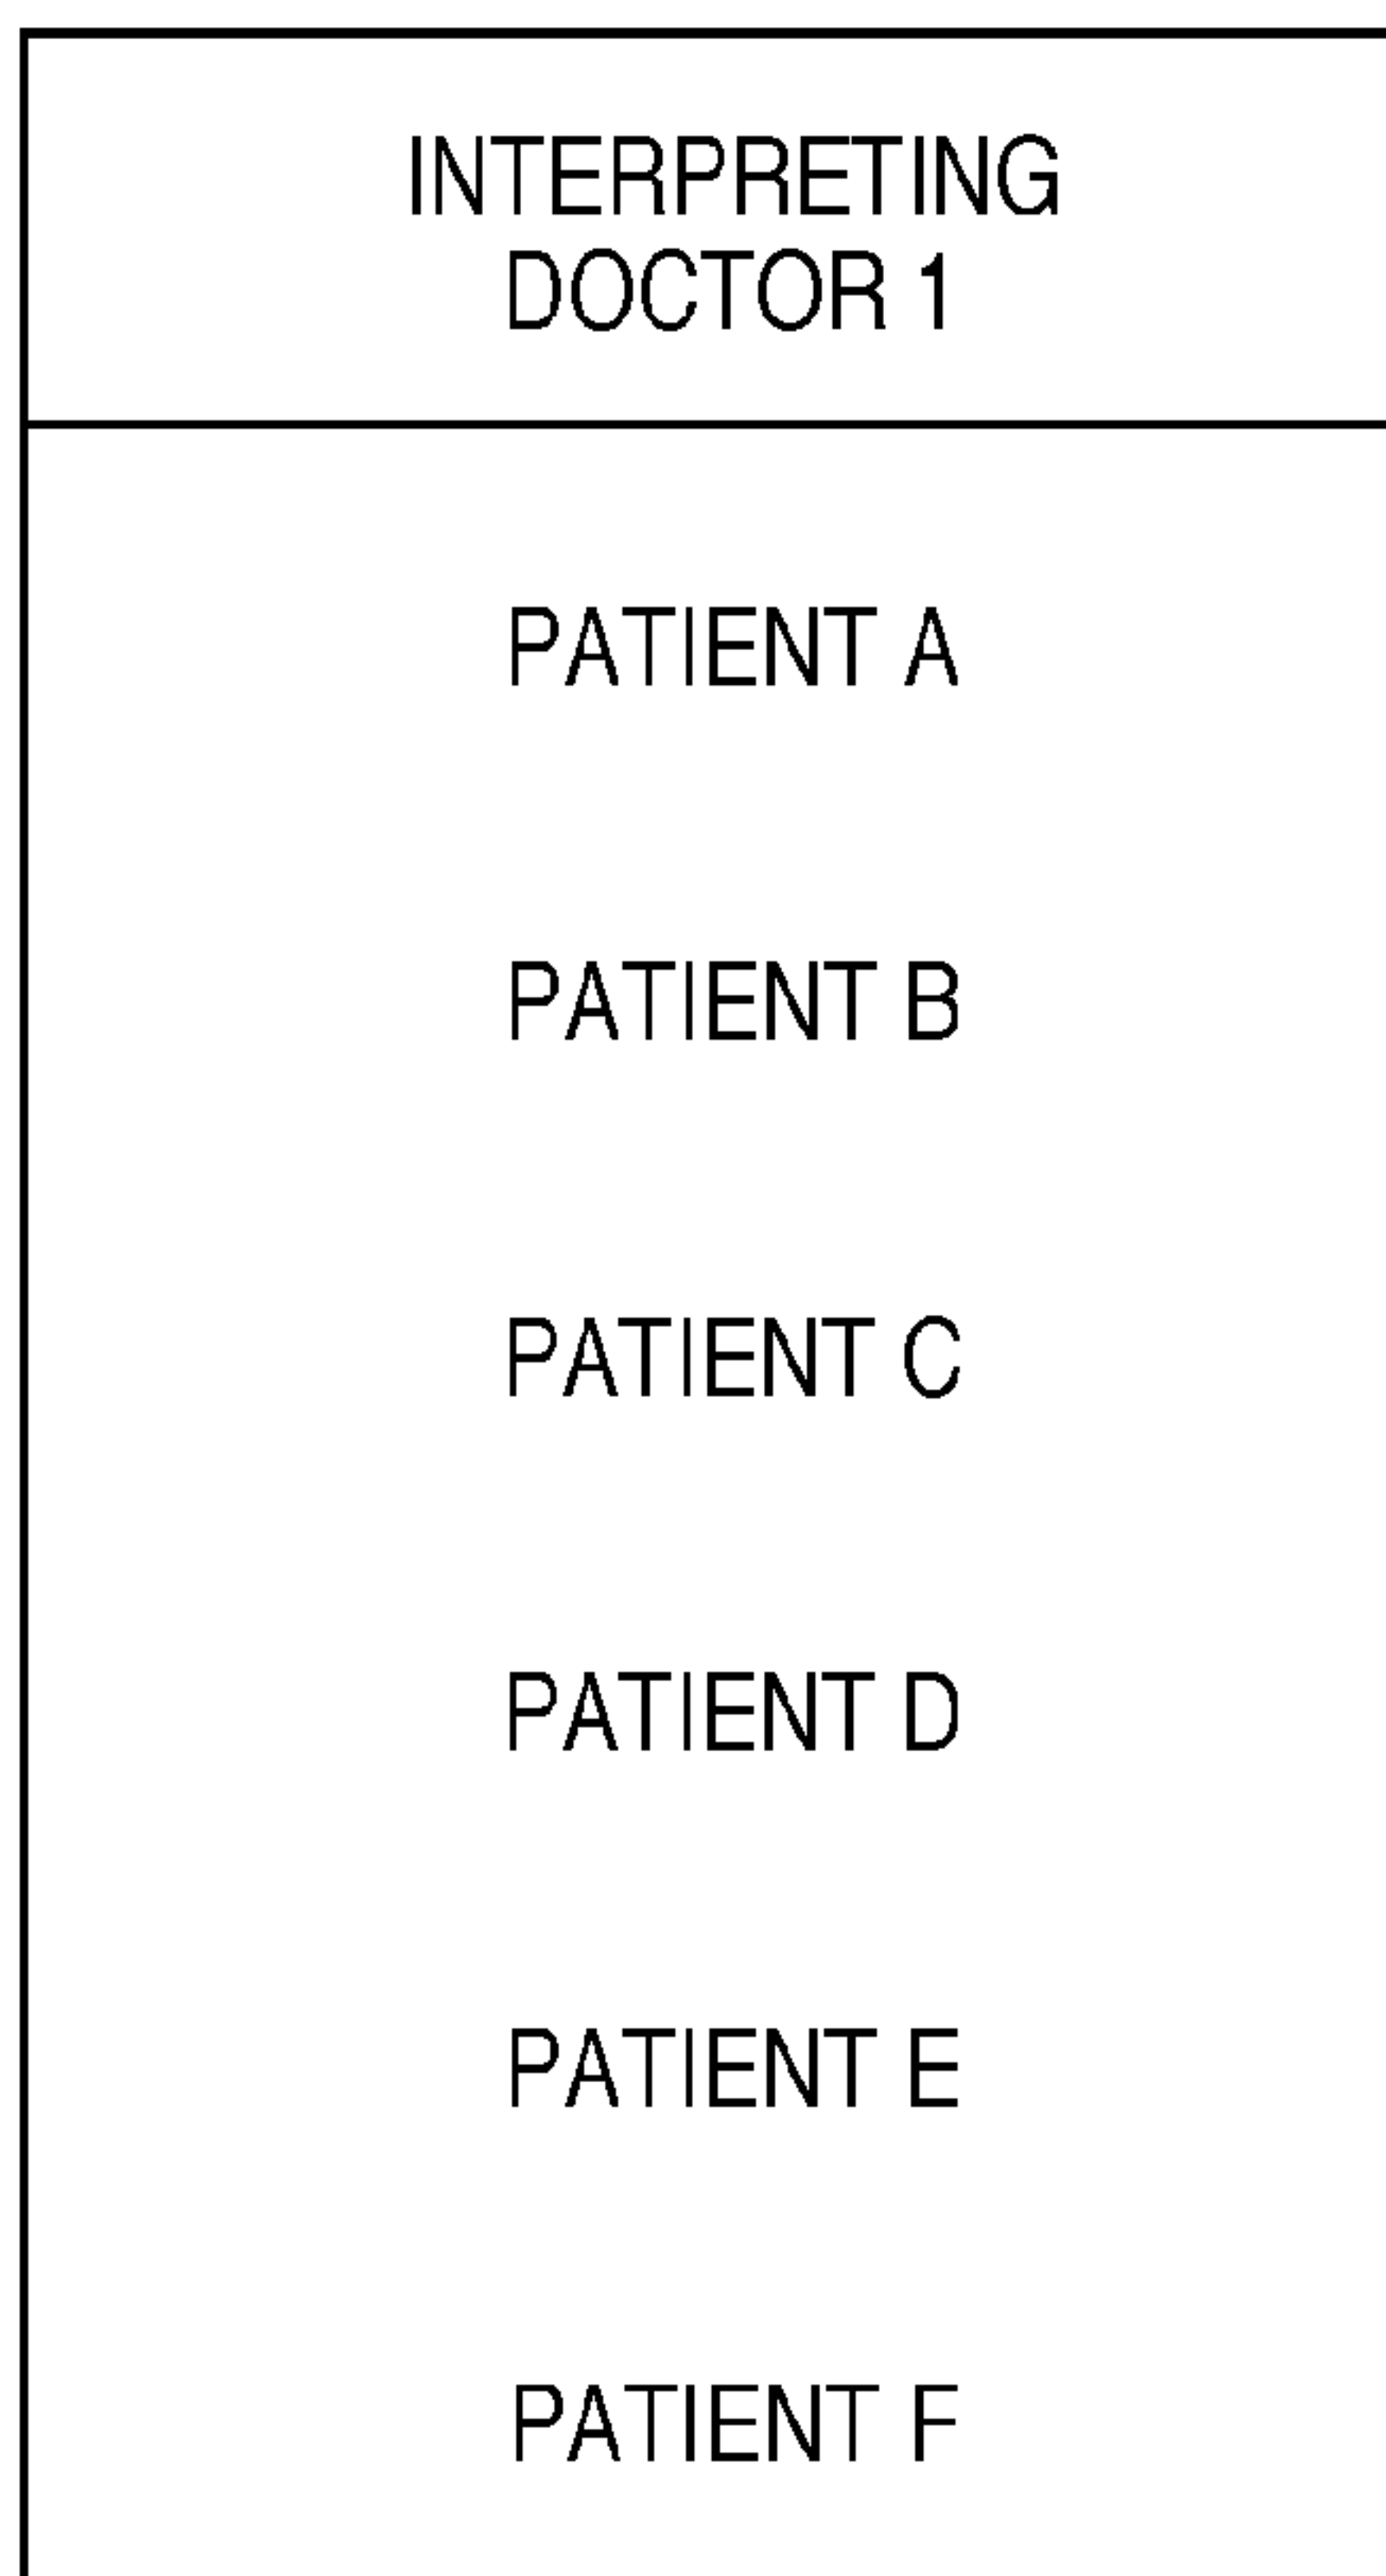 INTERPRETING
DOCTOR 1
PATIENT A
PATIENT B
PATIENT C
PATIENT D
PATIENT E
PATIENT F